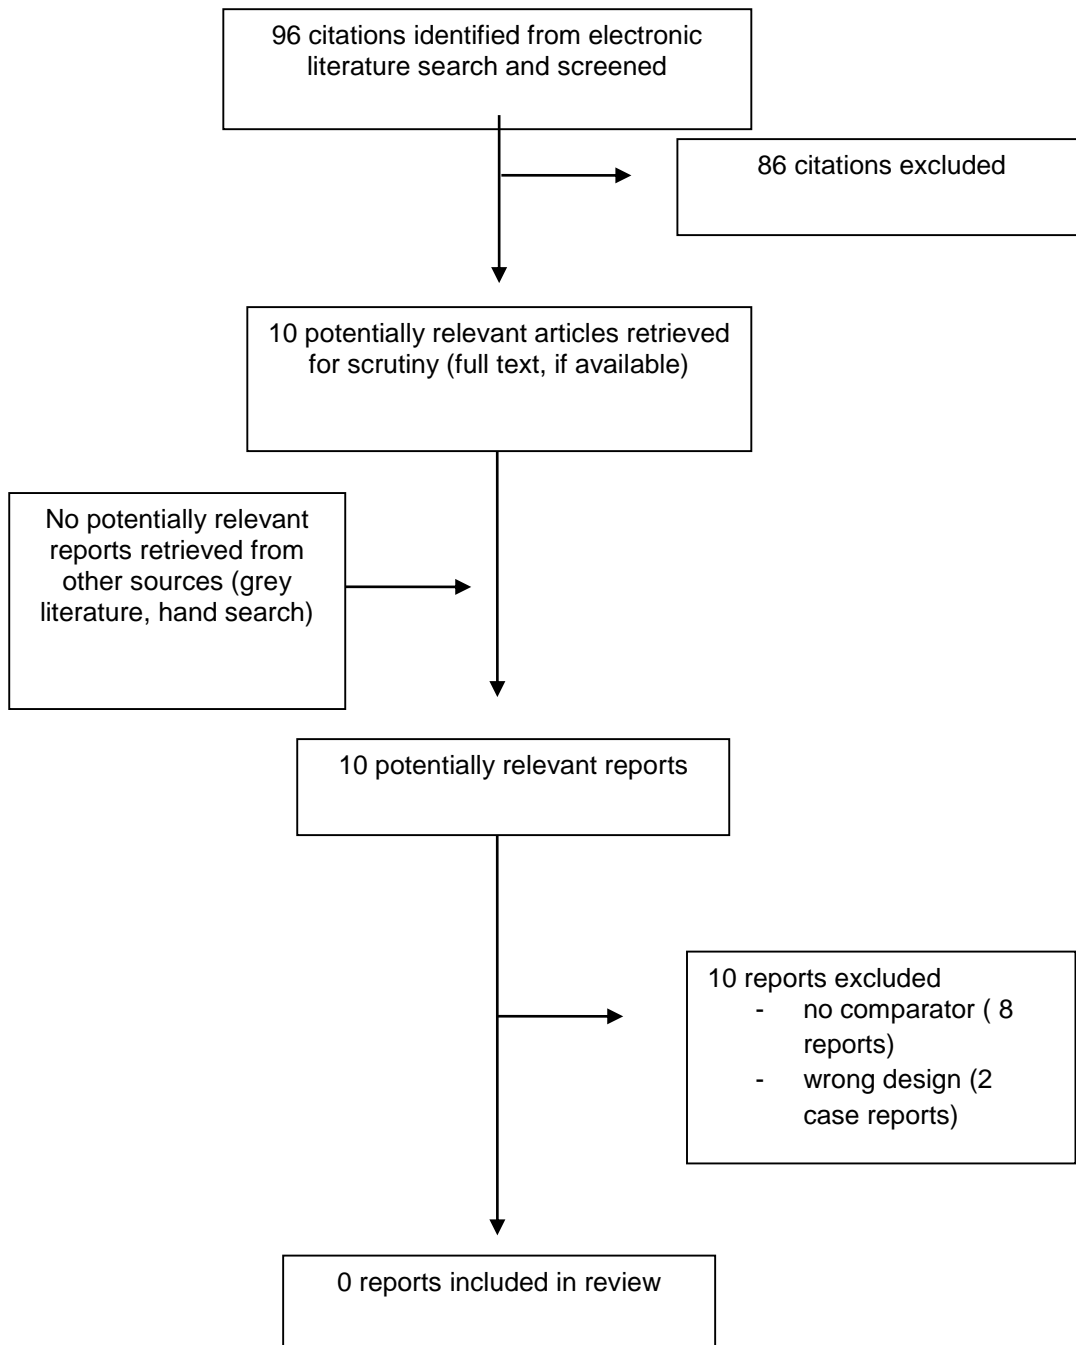 96 citations identified from electronic
literature search and screened
86 citations excluded
10 potentially relevant articles retrieved
for scrutiny (full text, if available)
No potentially relevant
reports retrieved from
other sources (grey
literature, hand search)
10 potentially relevant reports
10 reports excluded
- no comparator ( 8
reports)
- wrong design (2
case reports)
0 reports included in review